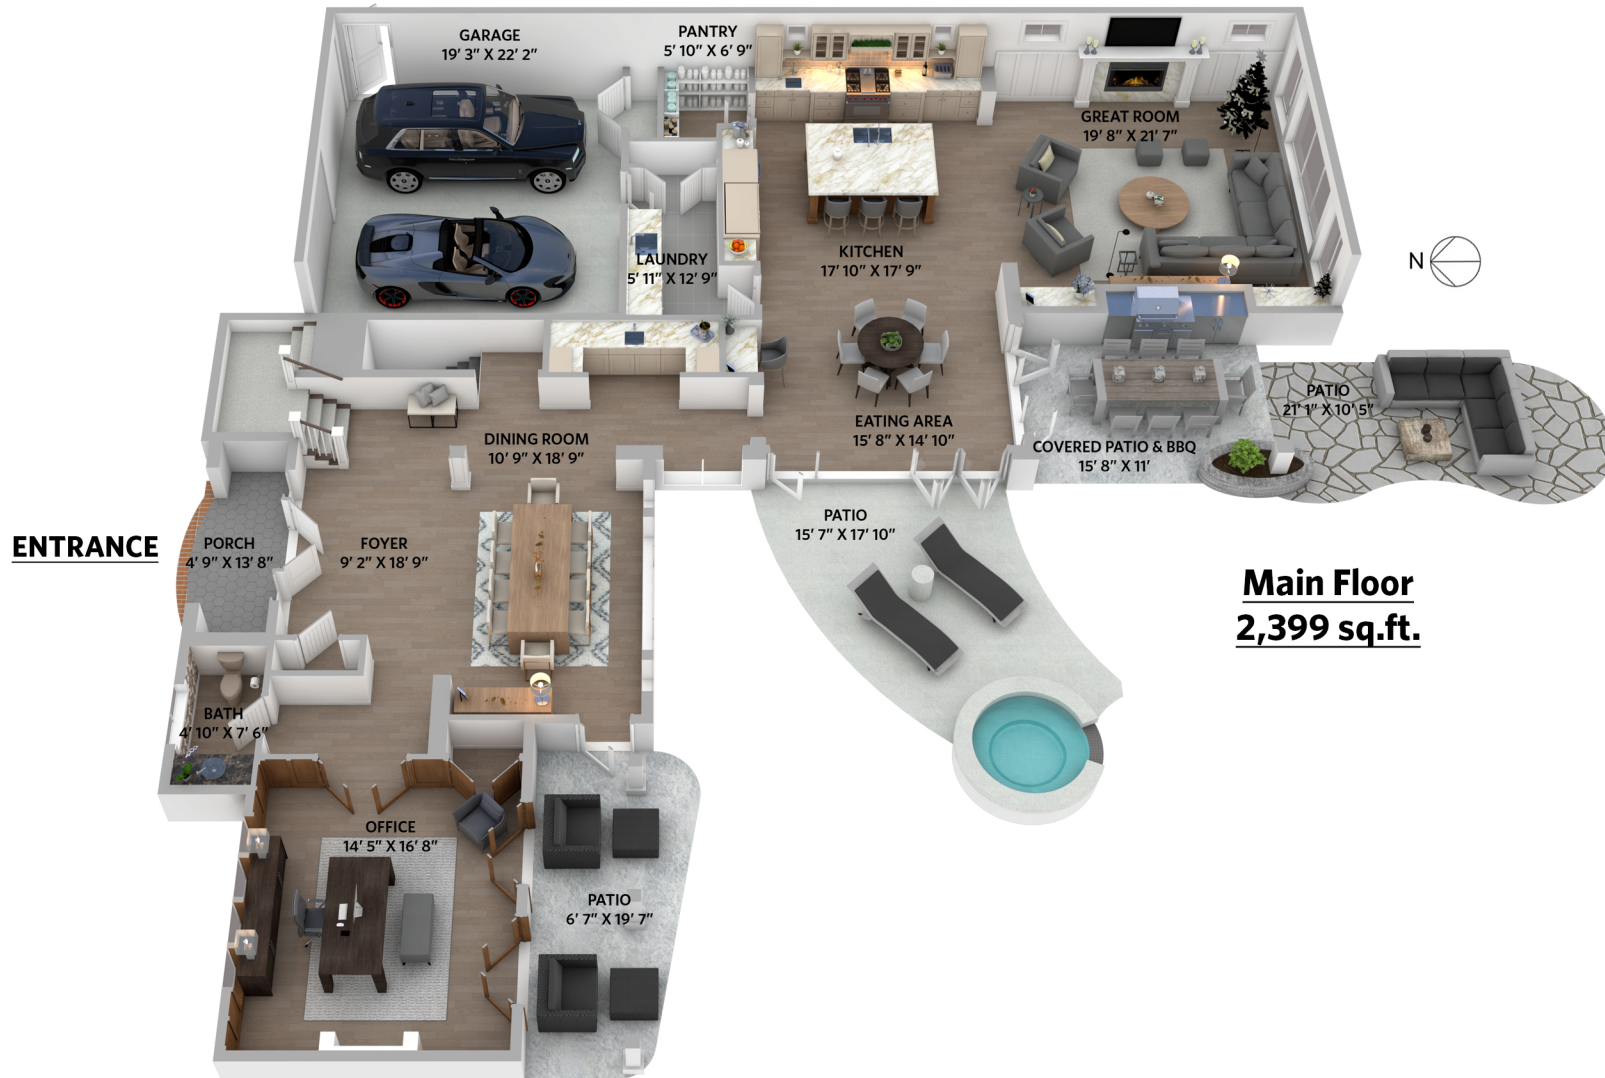 GARAGE
19' 3" X 22' 2"
PANTRY
5' 10" X 6' 9"
GREAT ROOM
19' 8" X 21' 7"
LAUNDRY
5' 11" X 12' 9"
KITCHEN
17' 10" X 17' 9"
N
EATING AREA
15' 8" X 14' 10"
PATIO
21' 1" X 10' 5"
DINING ROOM
10' 9" X 18' 9"
COVERED PATIO & BBQ
15' 8" X 11'
ENTRANCE
PORCH
4' 9" X 13' 8"
FOYER
9' 2" X 18' 9"
PATIO
15' 7" X 17' 10"
Main Floor
2,399 sq.ft.
BATH
4' 10" X 7' 6"
OFFICE
14' 5" X 16' 8"
PATIO
6' 7" X 19' 7"